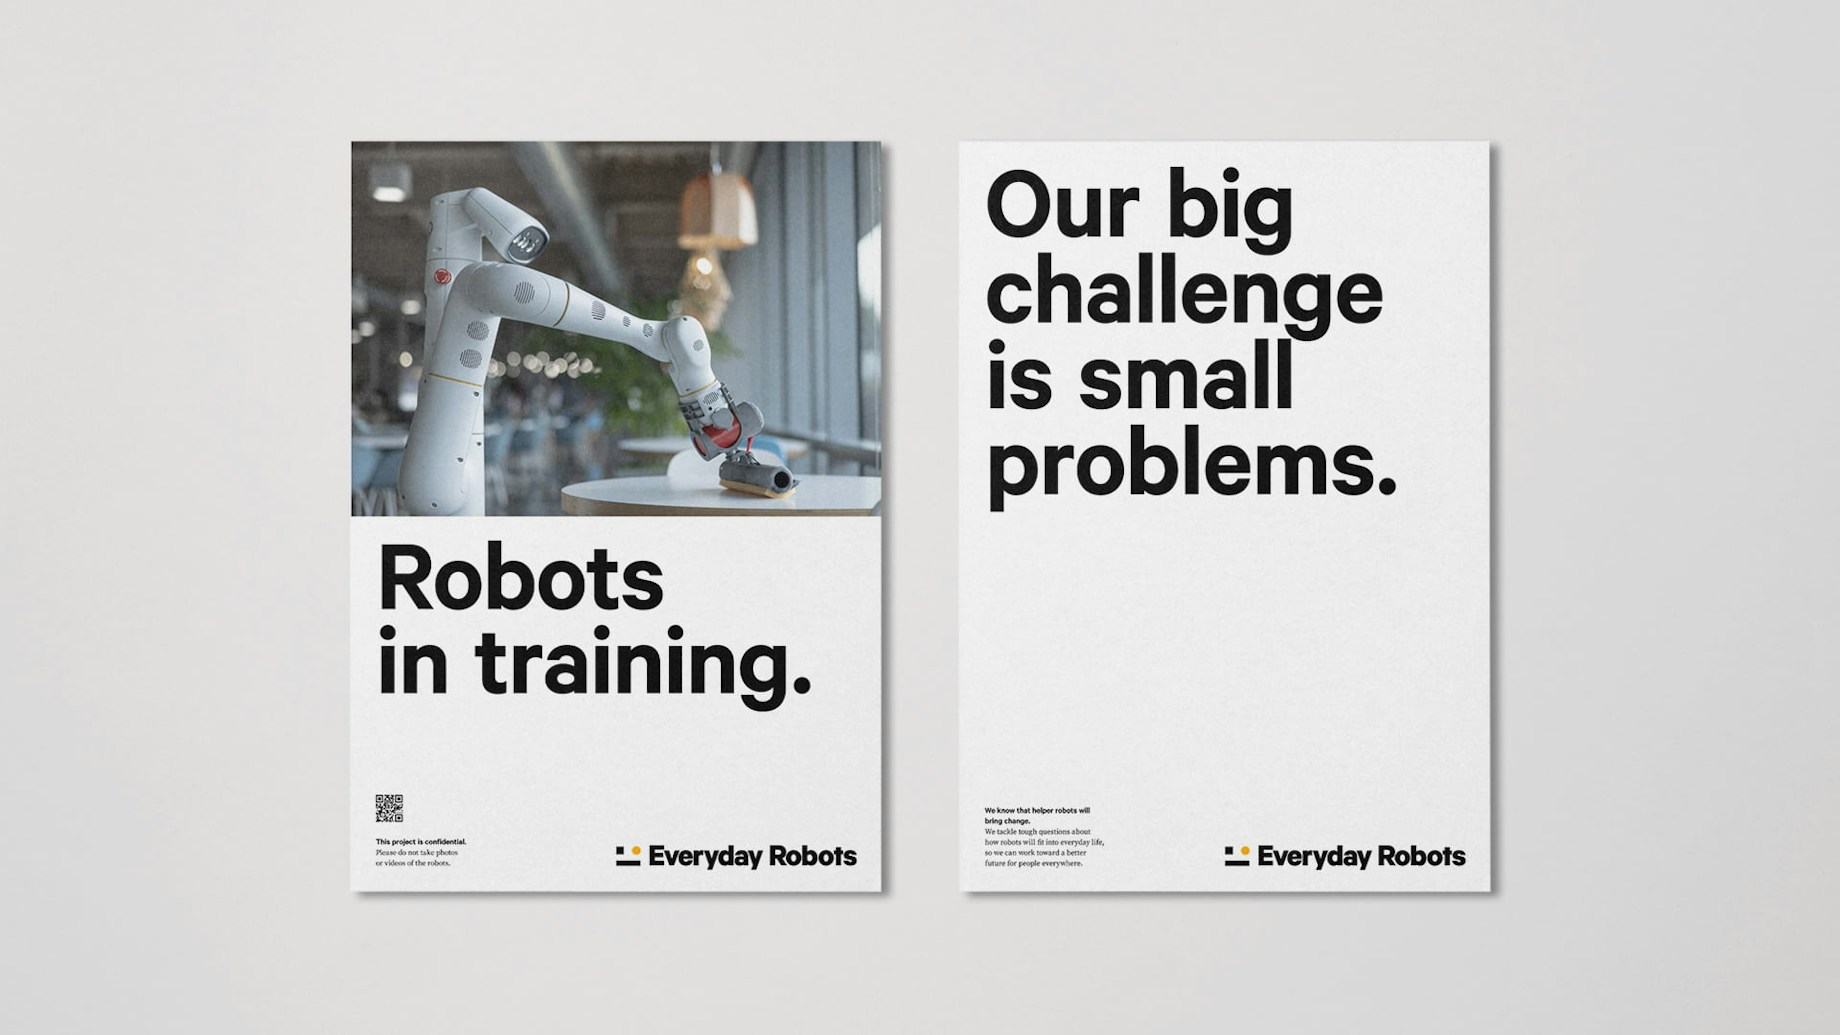 Robots
in training.
This project is confidential.
Please do not take photos
or videos of the robots.
Everyday Robots
Our big
challenge
is small
problems.
We know that helper robots will
bring change.
We tackle tough questions about
how robots will fit into everyday life,
so we can work toward a better
future for people everywhere.
Everyday Robots